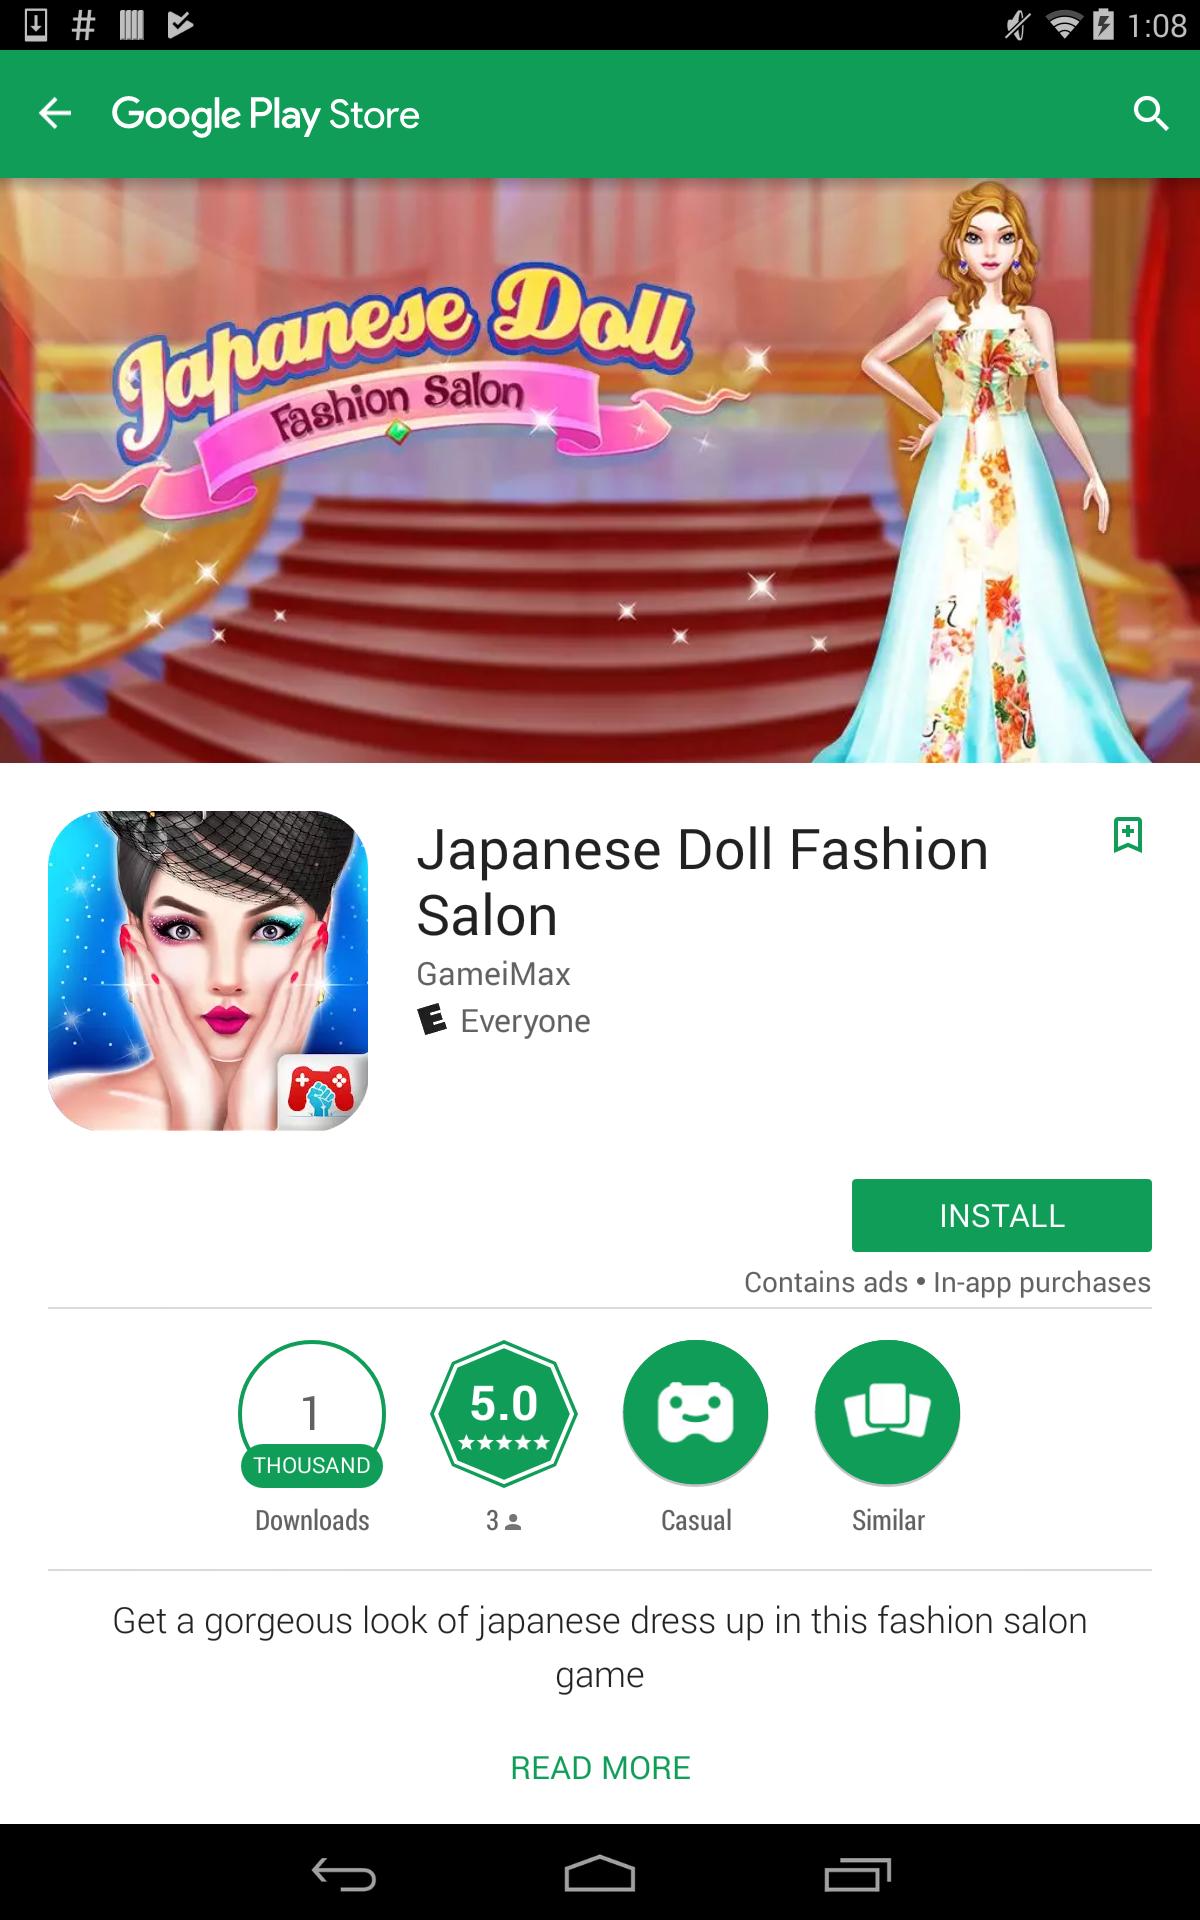 1:08
Google Play Store
Japanese Doll
Fashion Salon
Japanese Doll Fashion
Salon
GameiMax
E Everyone
INSTALL
Contains ads • In-app purchases
1
THOUSAND
Downloads
5.0
3
Casual
Similar
Get a gorgeous look of japanese dress up in this fashion salon
game
READ MORE